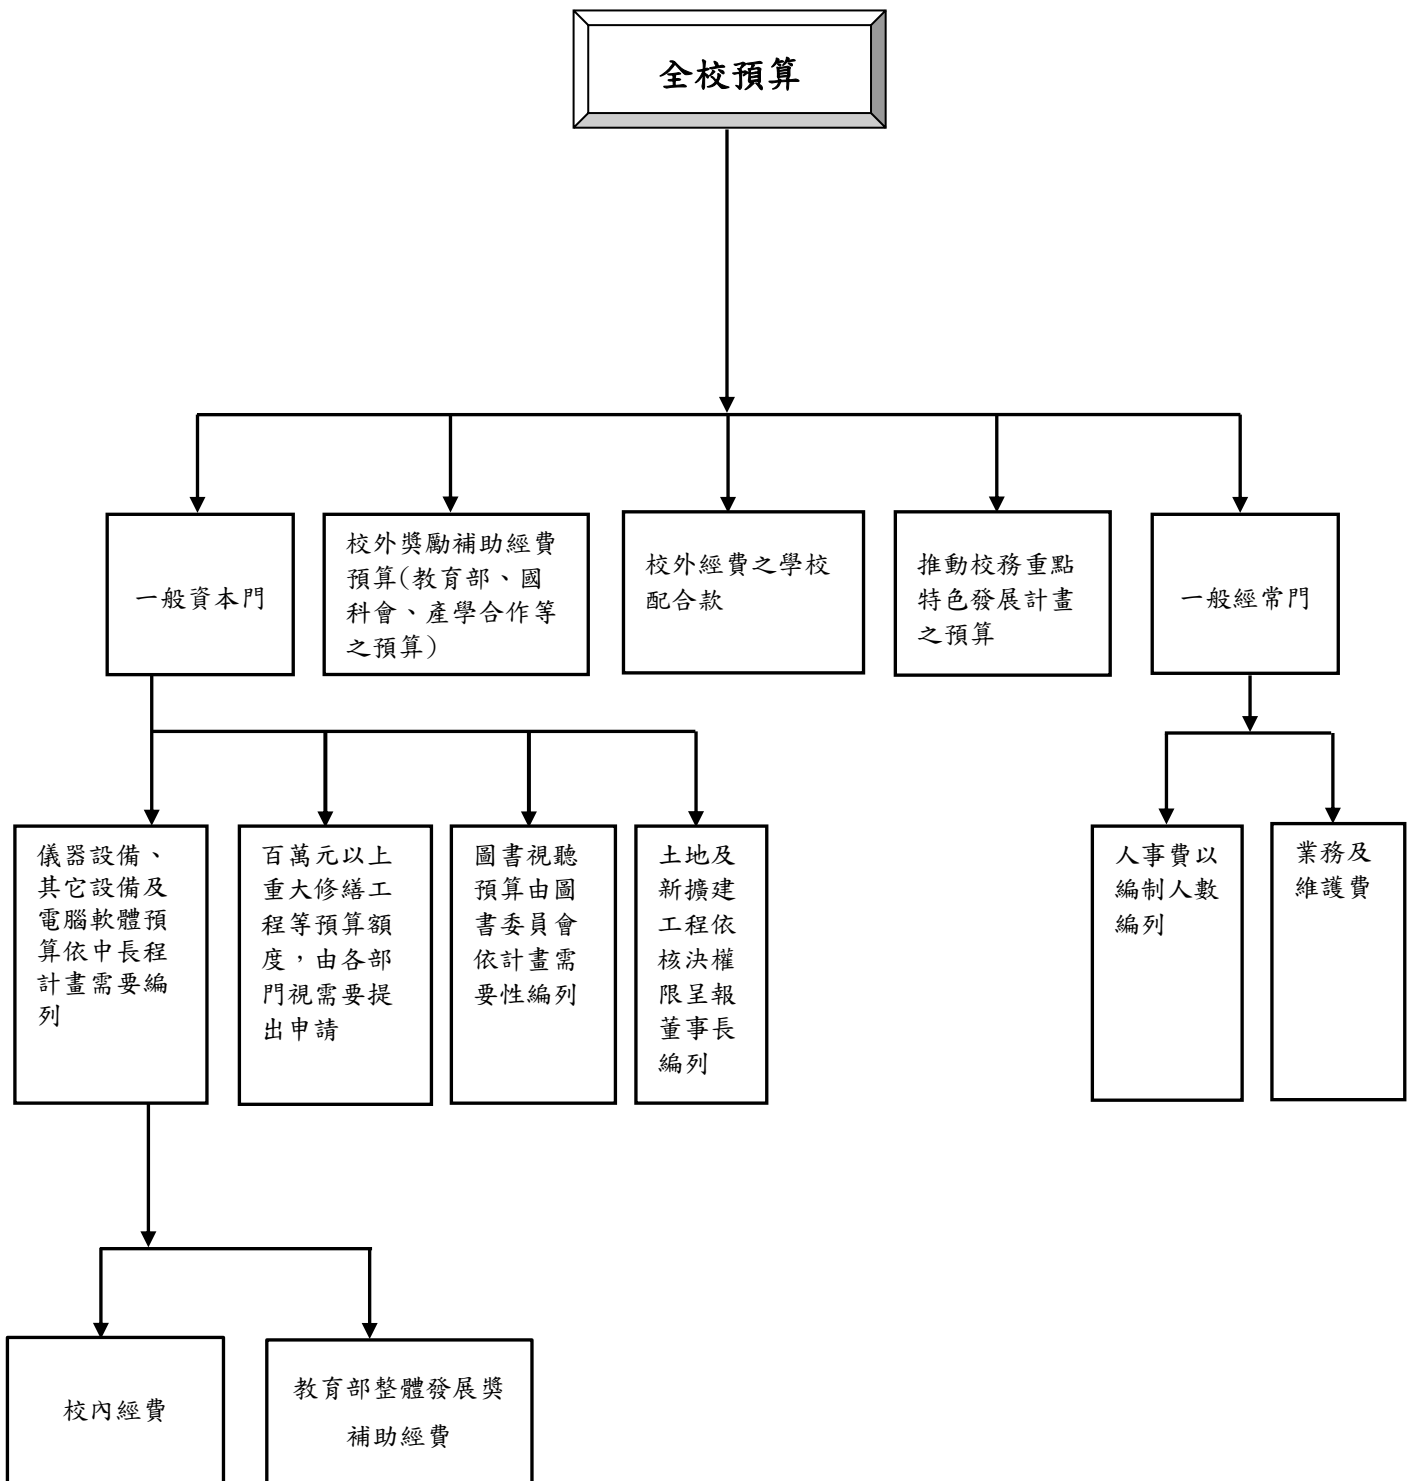 全校預算
一般資本門
校外獎勵補助經費
預算(教育部、國
科會、產學合作等
之預算)
校外經費之學校
配合款
推動校務重點
特色發展計畫
之預算
一般經常門
儀器設備、
其它設備及
電腦軟體預
算依中長程
計畫需要編
列
百萬元以上
重大修繕工
程等預算額
度，由各部
門視需要提
出申請
圖書視聽
預算由圖
書委員會
依計畫需
要性編列
土地及
新擴建
工程依
核決權
限呈報
董事長
編列
人事費以
編制人數
編列
業務及
維護費
校內經費
教育部整體發展獎
補助經費